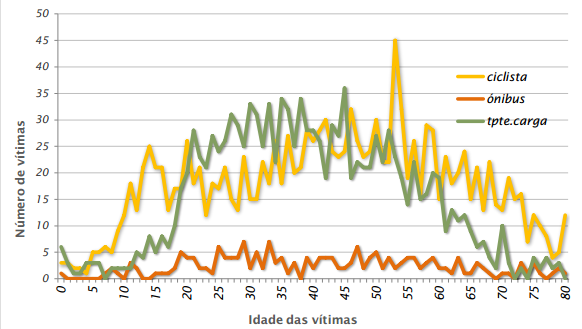 50
45
40
35
30
25
20
15
10
5
0
Número de vítimas
ciclista
ônibus
tpte.carga
0 5 10 15 20 25 30 35 40 45 50 55 60 65 70 75 80
Idade das vítimas